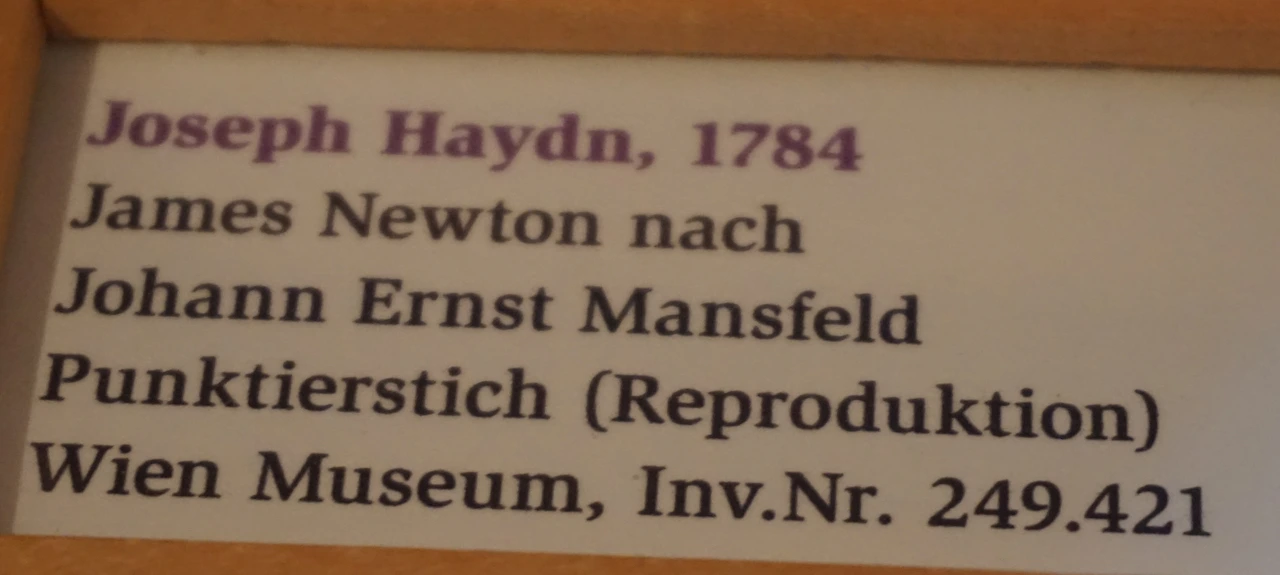 Joseph Haydn, 1784
James Newton nach
Johann Ernst Mansfeld
Punktierstich (Reproduktion)
Wien Museum, Inv.Nr. 249.421